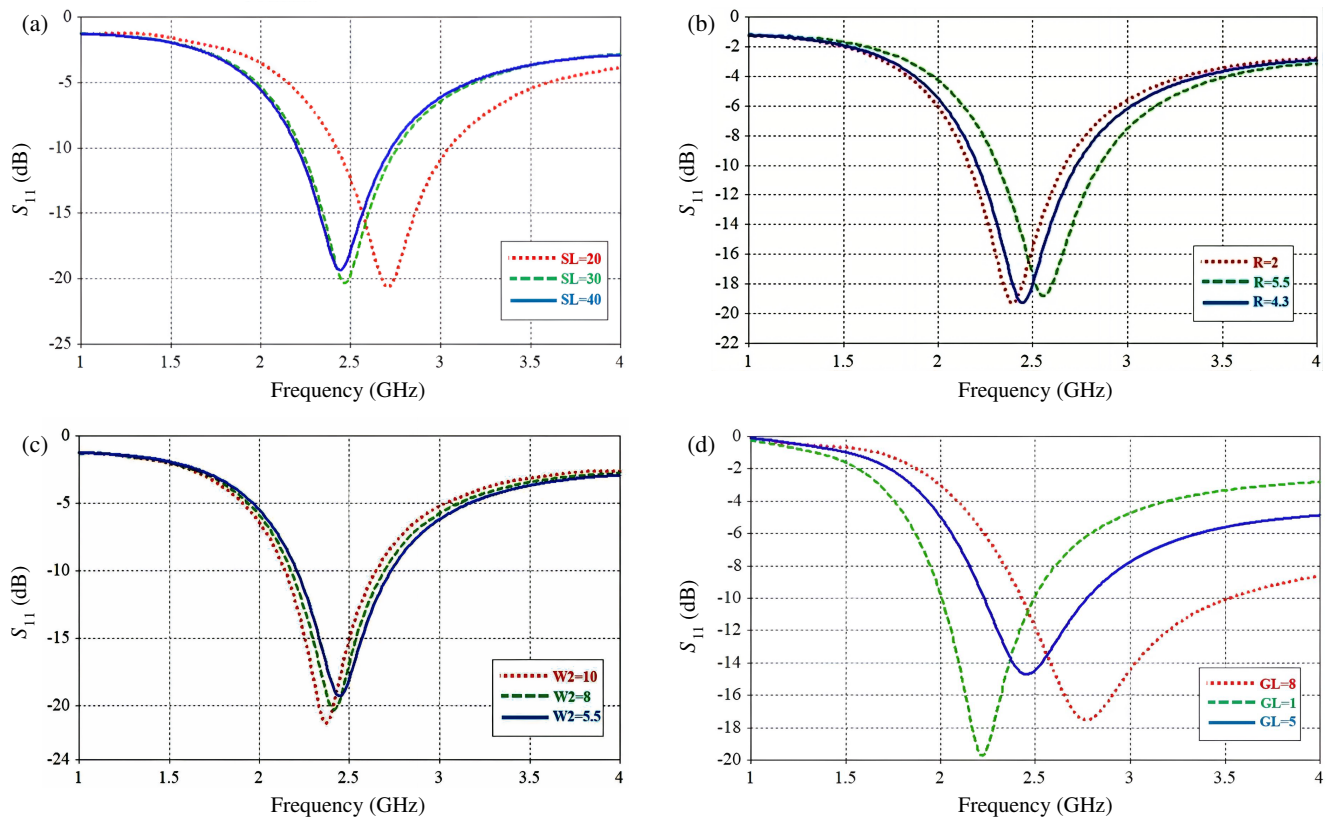 (a)
0
-5
-10
-15
-20
-25
S11 (dB)
1
1.5
2
2.5
3
3.5
4
Frequency (GHz)
SL=20
SL=30
SL=40
(b)
0
-2
-4
-6
-8
-10
-12
-14
-16
-18
-20
-22
S11 (dB)
1
1.5
2
2.5
3
3.5
4
Frequency (GHz)
R=2
R=5.5
R=4.3
(c)
0
-5
-10
-15
-20
-24
S11 (dB)
1
1.5
2
2.5
3
3.5
4
Frequency (GHz)
W2=10
W2=8
W2=5.5
(d)
0
-2
-4
-6
-8
-10
-12
-14
-16
-18
-20
S11 (dB)
1
1.5
2
2.5
3
3.5
4
Frequency (GHz)
GL=8
GL=1
GL=5